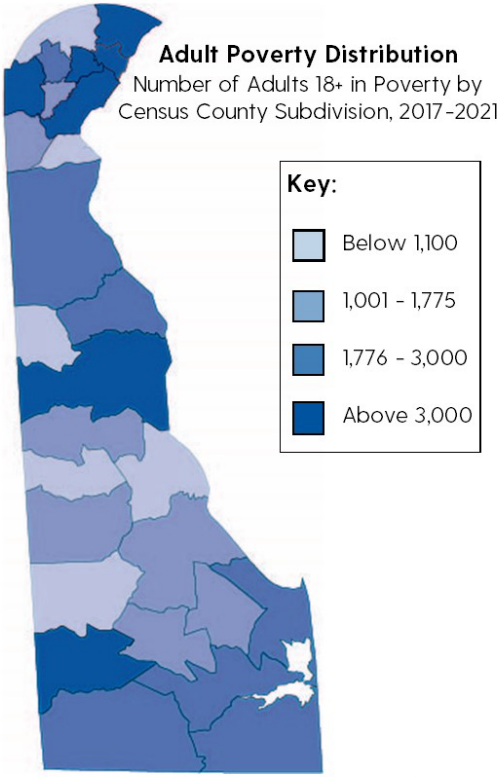 Adult Poverty Distribution
Number of Adults 18+ in Poverty by
Census County Subdivision, 2017-2021
Key:
Below 1,100
1,001 - 1,775
1,776 - 3,000
Above 3,000